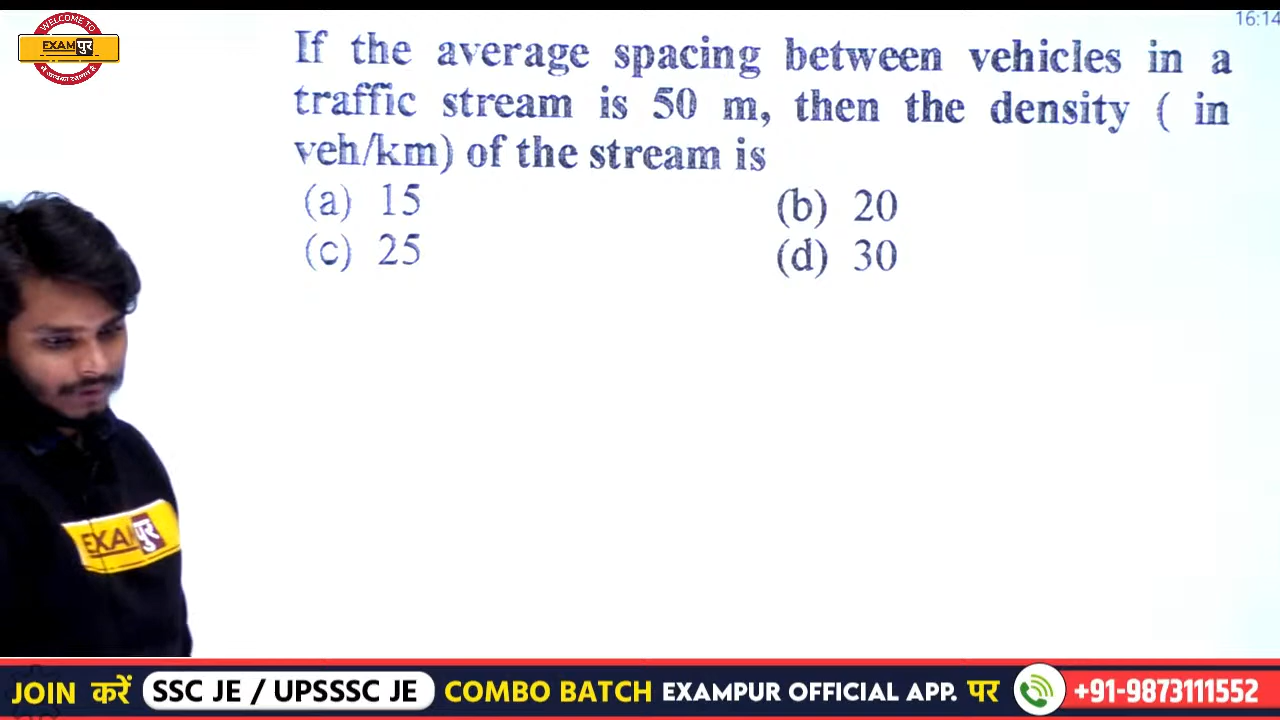 16:14
WELCOME TO
EXAMपुर
If the average spacing between vehicles in a
traffic stream is 50 m, then the density ( in
veh/km) of the stream is
(a) 15 (b) 20
(c) 25 (d) 30
EXAMपुर
JOIN करें SSC JE / UPSSSC JE COMBO BATCH EXAMPUR OFFICIAL APP. पर +91-9873111552